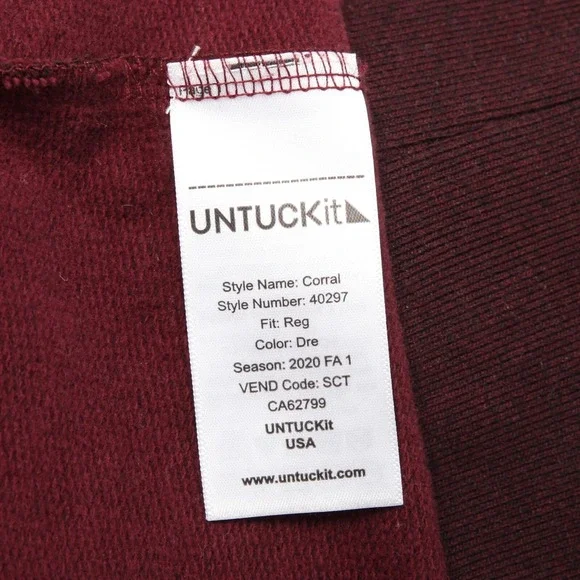 UNTUCKit
Style Name: Corral
Style Number: 40297
Fit: Reg
Color: Dre
Season: 2020 FA 1
VEND Code: SCT
CA62799
UNTUCKit
USA
www.untuckit.com